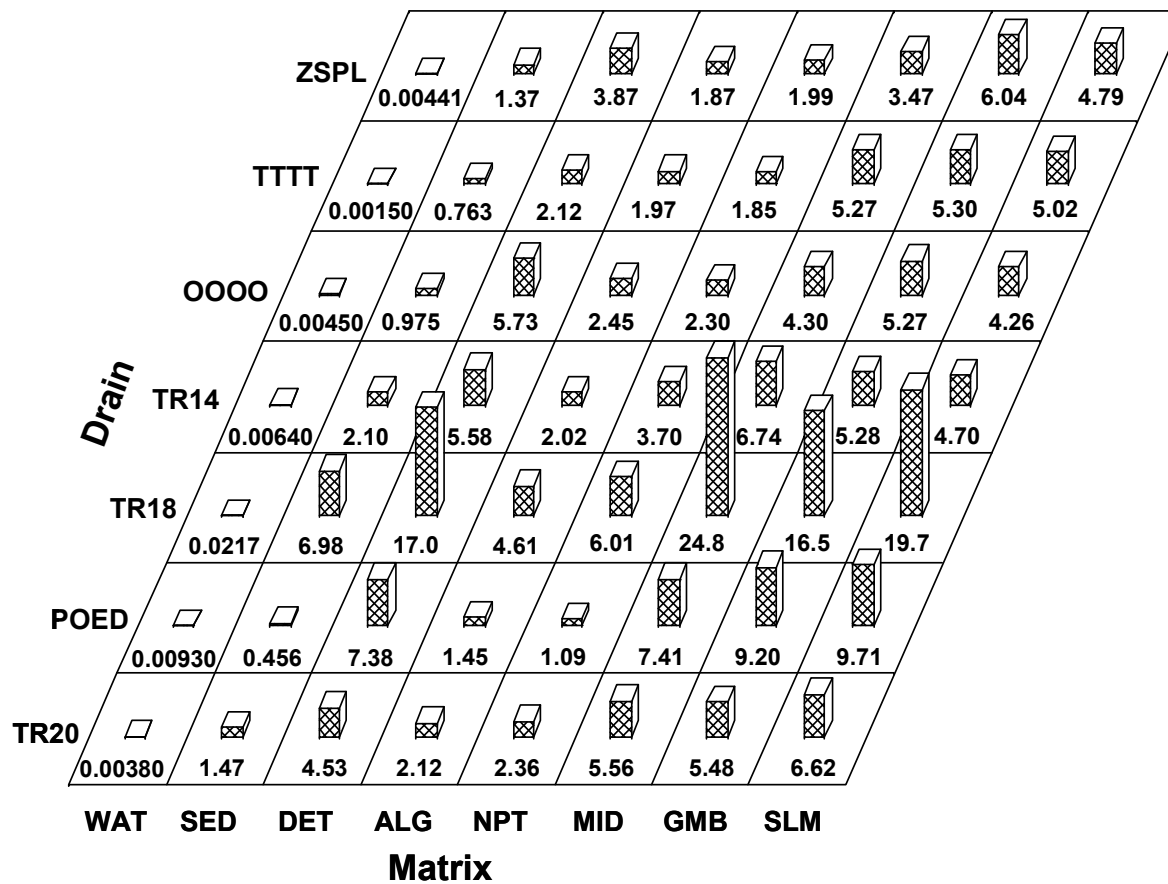 ZSPL
0.00441 1.37 3.87 1.87 1.99 3.47 6.04 4.79
TTTT
0.00150 0.763 2.12 1.97 1.85 5.27 5.30 5.02
OOOO
0.00450 0.975 5.73 2.45 2.30 4.30 5.27 4.26
Drain
TR14
0.00640 2.10 5.58 2.02 3.70 6.74 5.28 4.70
TR18
0.0217 6.98 17.0 4.61 6.01 24.8 16.5 19.7
POED
0.00930 0.456 7.38 1.45 1.09 7.41 9.20 9.71
TR20
0.00380 1.47 4.53 2.12 2.36 5.56 5.48 6.62
WAT SED DET ALG NPT MID GMB SLM
Matrix